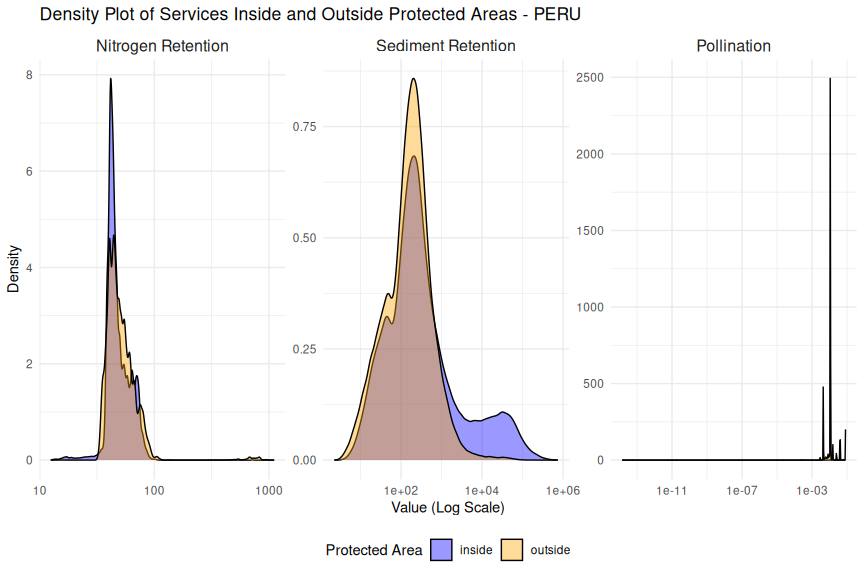 Density Plot of Services Inside and Outside Protected Areas - PERU
Nitrogen Retention
Sediment Retention
Pollination
Density
8
6
4
2
0
10
100
1000
0.75
0.50
0.25
0.00
1e+02
1e+04
1e+06
2500
2000
1500
1000
500
0
1e-11
1e-07
1e-03
Value (Log Scale)
Protected Area inside outside